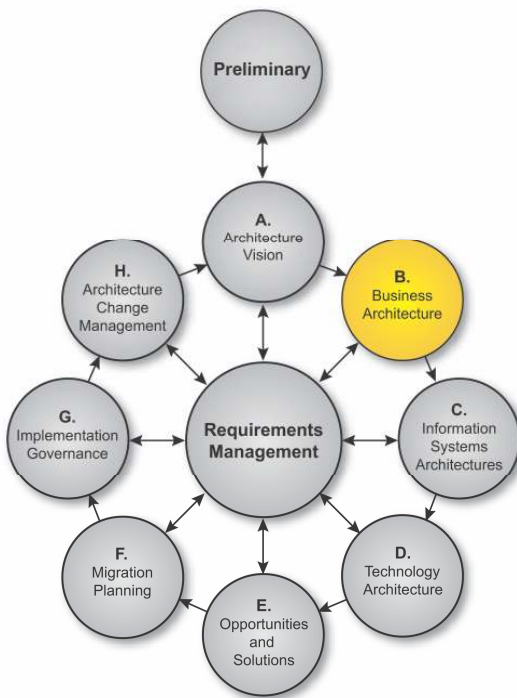 Preliminary
A.
Architecture
Vision
B.
Business
Architecture
C.
Information
Systems
Architectures
D.
Technology
Architecture
E.
Opportunities
and
Solutions
F.
Migration
Planning
G.
Implementation
Governance
H.
Architecture
Change
Management
Requirements
Management